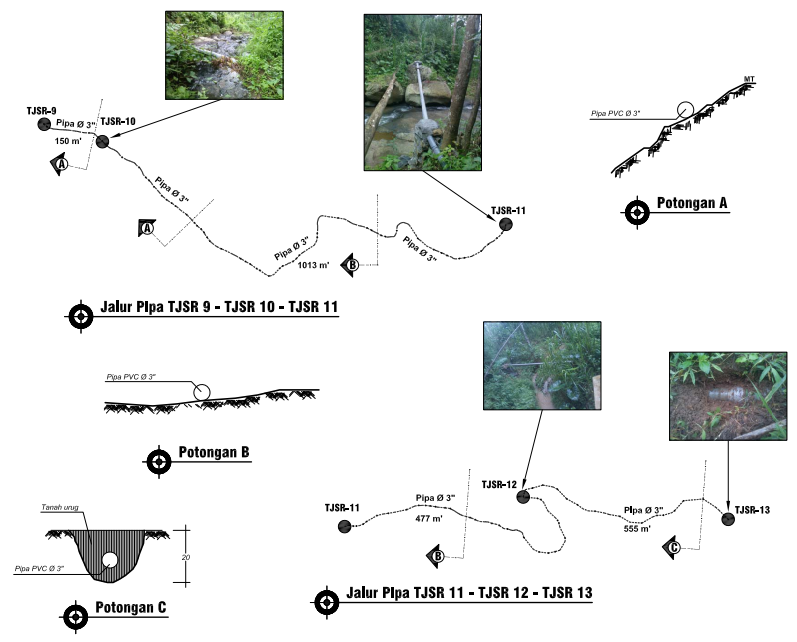 TJSR-9
Pipa Ø 3"
150 m'
TJSR-10
A
Pipa Ø 3"
A
Pipa Ø 3"
1013 m'
B
Pipa Ø 3"
TJSR-11
Jalur PIpa TJSR 9 - TJSR 10 - TJSR 11
MT
Pipa PVC Ø 3"
Potongan A
Pipa PVC Ø 3"
Potongan B
Tanah urug
20
Pipa PVC Ø 3"
Potongan C
TJSR-11
Pipa Ø 3"
477 m'
B
TJSR-12
PIpa Ø 3"
555 m'
C
TJSR-13
Jalur PIpa TJSR 11 - TJSR 12 - TJSR 13